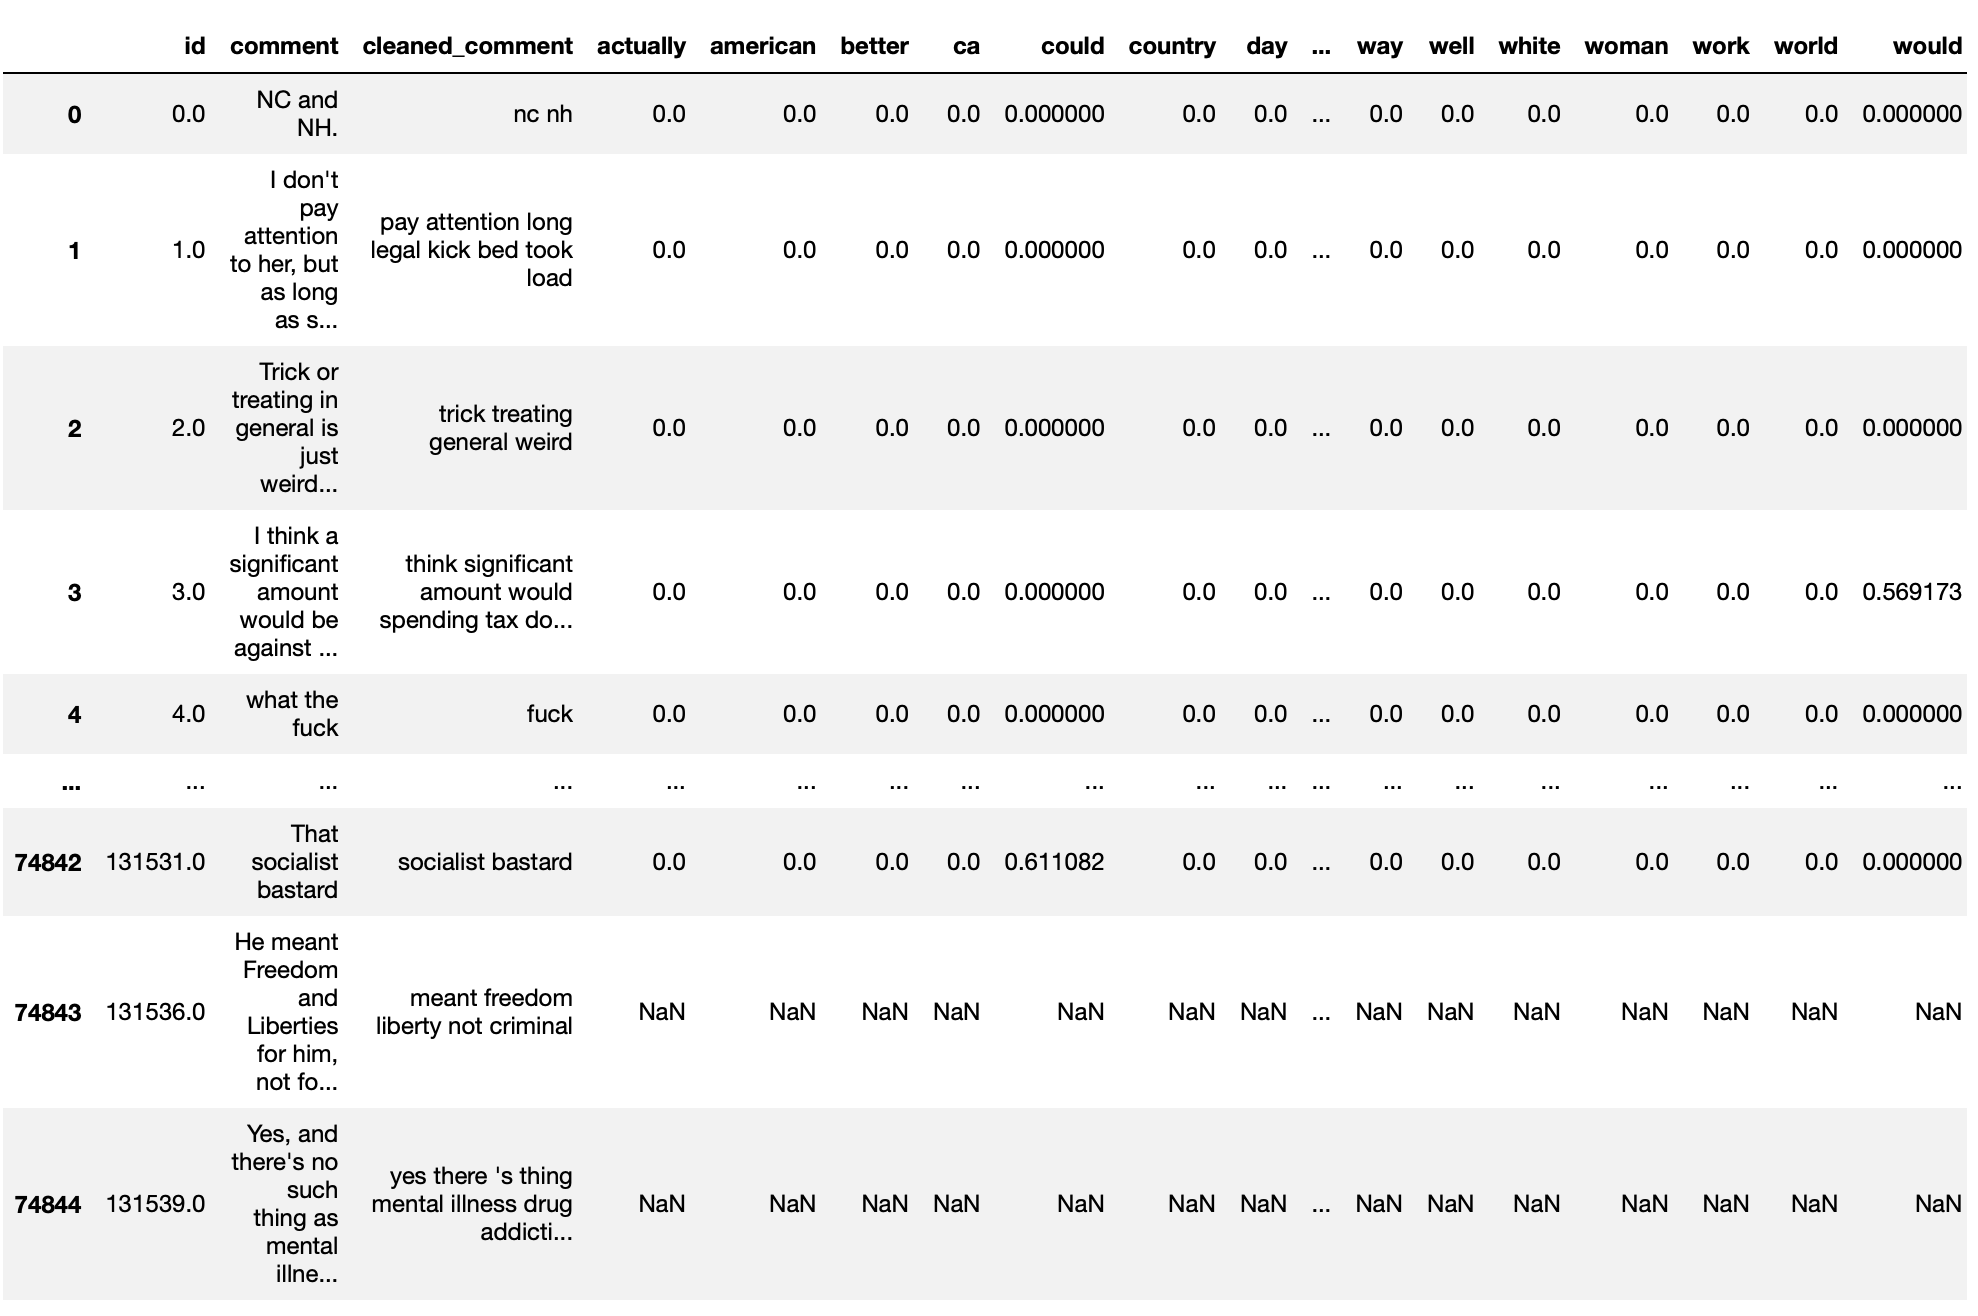 id comment cleaned_comment actually american better ca could country day ... way well white woman work world would
0 0.0 NC and NH. nc nh 0.0 0.0 0.0 0.0 0.000000 0.0 0.0 ... 0.0 0.0 0.0 0.0 0.0 0.0 0.000000
1 1.0 I don't pay attention to her, but as long as s... pay attention long legal kick bed took load 0.0 0.0 0.0 0.0 0.000000 0.0 0.0 ... 0.0 0.0 0.0 0.0 0.0 0.0 0.000000
2 2.0 Trick or treating in general is just weird... trick treating general weird 0.0 0.0 0.0 0.0 0.000000 0.0 0.0 ... 0.0 0.0 0.0 0.0 0.0 0.0 0.000000
3 3.0 I think a significant amount would be against ... think significant amount would spending tax do... 0.0 0.0 0.0 0.0 0.000000 0.0 0.0 ... 0.0 0.0 0.0 0.0 0.0 0.0 0.569173
4 4.0 what the fuck fuck 0.0 0.0 0.0 0.0 0.000000 0.0 0.0 ... 0.0 0.0 0.0 0.0 0.0 0.0 0.000000
... ... ... ... ... ... ... ... ... ... ... ... ... ... ... ... ... ... ...
74842 131531.0 That socialist bastard socialist bastard 0.0 0.0 0.0 0.0 0.611082 0.0 0.0 ... 0.0 0.0 0.0 0.0 0.0 0.0 0.000000
74843 131536.0 He meant Freedom and Liberties for him, not fo... meant freedom liberty not criminal NaN NaN NaN NaN NaN NaN NaN ... NaN NaN NaN NaN NaN NaN NaN
74844 131539.0 Yes, and there's no such thing as mental illne... yes there 's thing mental illness drug addicti... NaN NaN NaN NaN NaN NaN NaN ... NaN NaN NaN NaN NaN NaN NaN